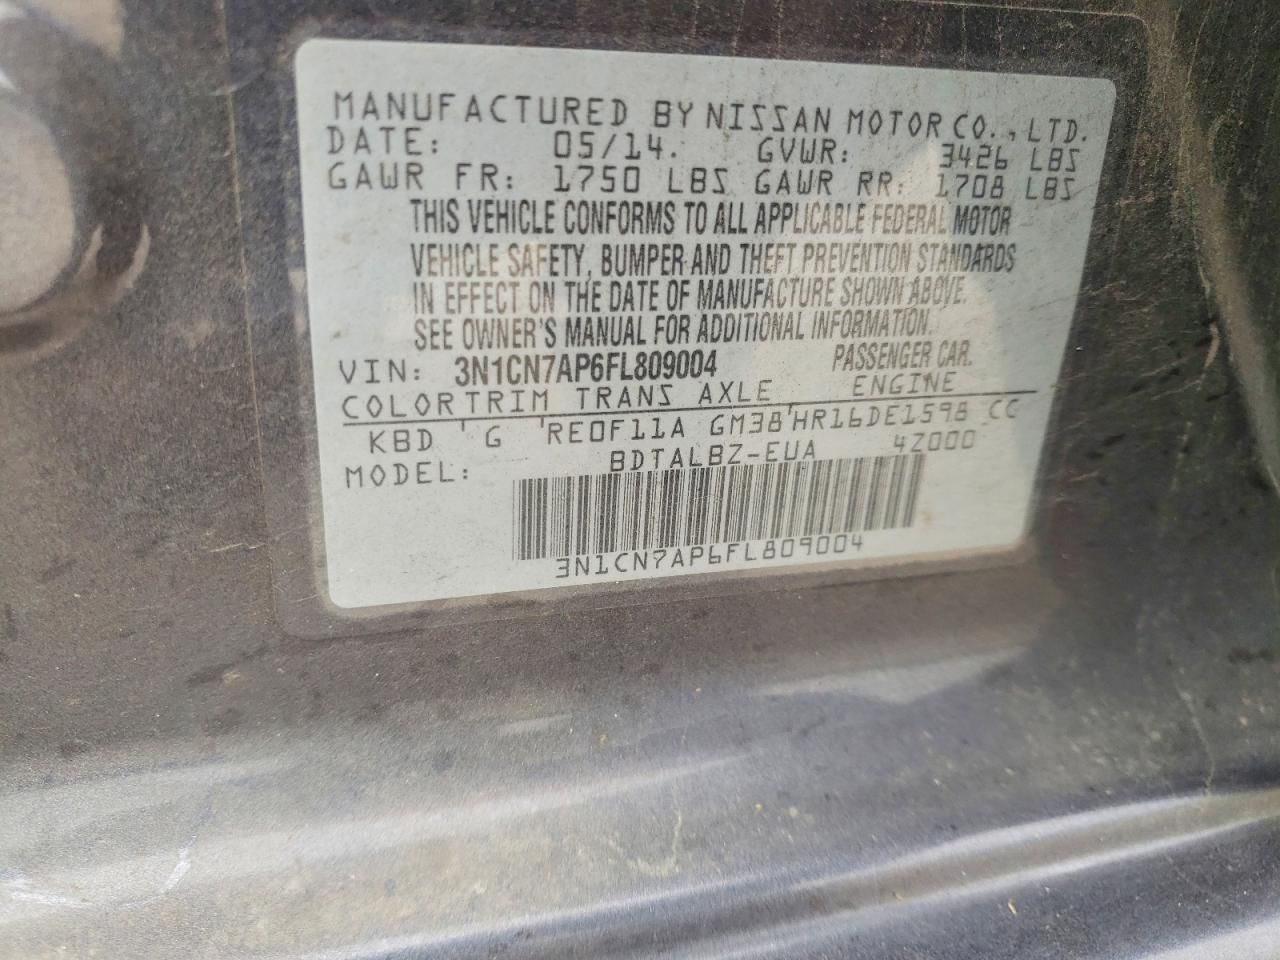 MANUFACTURED BY NISSAN MOTOR CO., LTD.
DATE: 05/14. GVWR: 3426 LBS
GAWR FR: 1750 LBS GAWR RR: 1708 LBS
THIS VEHICLE CONFORMS TO ALL APPLICABLE FEDERAL MOTOR
VEHICLE SAFETY, BUMPER AND THEFT PREVENTION STANDARDS
IN EFFECT ON THE DATE OF MANUFACTURE SHOWN ABOVE.
SEE OWNER'S MANUAL FOR ADDITIONAL INFORMATION.
VIN: 3N1CN7AP6FL809004 PASSENGER CAR.
COLOR TRIM TRANS AXLE ENGINE
KBD G RE0F11A GM38 HR16DE1598 CC
MODEL: BDTALBZ-EUA 4Z000
3N1CN7AP6FL809004